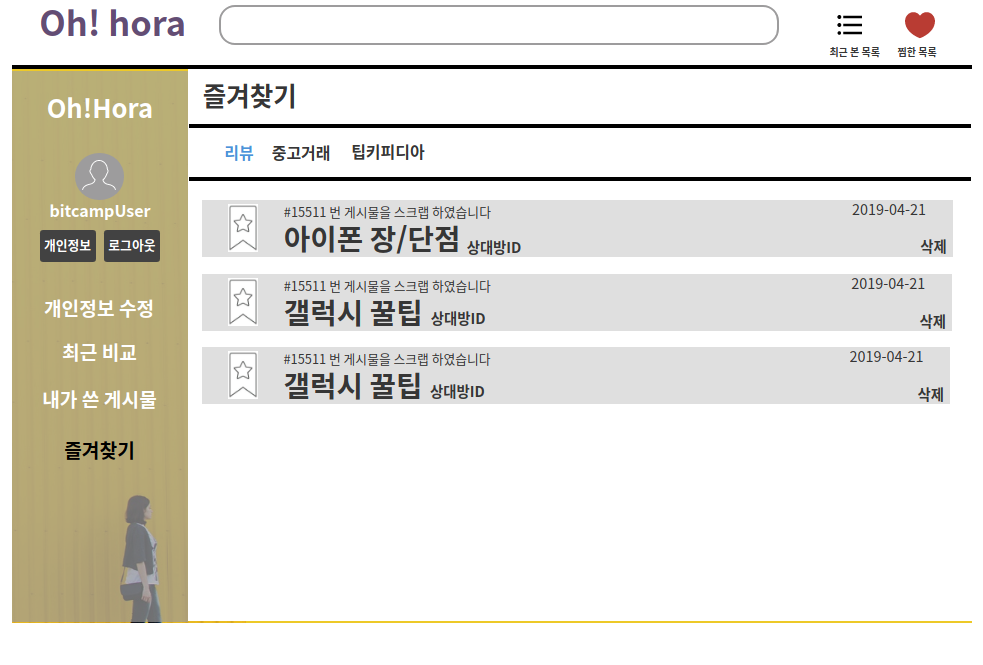 Oh! hora
최근 본 목록
찜한 목록
Oh!Hora
bitcampUser
개인정보
로그아웃
개인정보 수정
최근 비교
내가 쓴 게시물
즐겨찾기
즐겨찾기
리뷰
중고거래
팁키피디아
#15511 번 게시물을 스크랩 하였습니다
2019-04-21
아이폰 장/단점 상대방ID
삭제
#15511 번 게시물을 스크랩 하였습니다
2019-04-21
갤럭시 꿀팁 상대방ID
삭제
#15511 번 게시물을 스크랩 하였습니다
2019-04-21
갤럭시 꿀팁 상대방ID
삭제